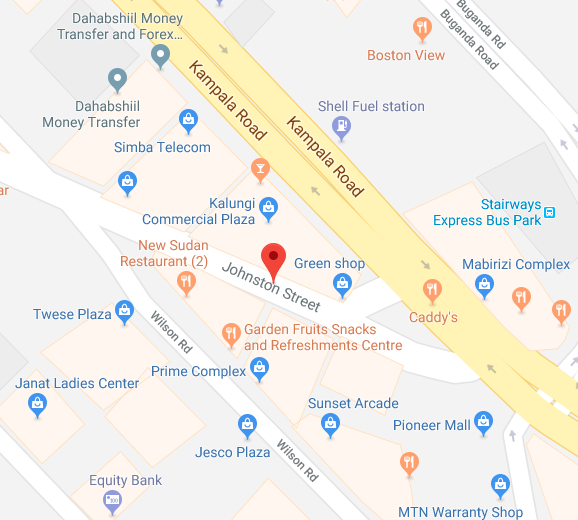 Dahabshiil Money
Transfer and Forex...
Buganda Rd
Buganda Road
Boston View
Kampala Road
Kampala Road
Dahabshiil
Money Transfer
Shell Fuel station
Simba Telecom
ar
Kalungi
Commercial Plaza
Stairways
Express Bus Park
New Sudan
Restaurant (2)
Johnston Street
Green shop
Mabirizi Complex
Twese Plaza
Wilson Rd
Caddy's
Garden Fruits Snacks
and Refreshments Centre
Prime Complex
Janat Ladies Center
Sunset Arcade
Pioneer Mall
Jesco Plaza
Wilson Rd
Equity Bank
MTN Warranty Shop